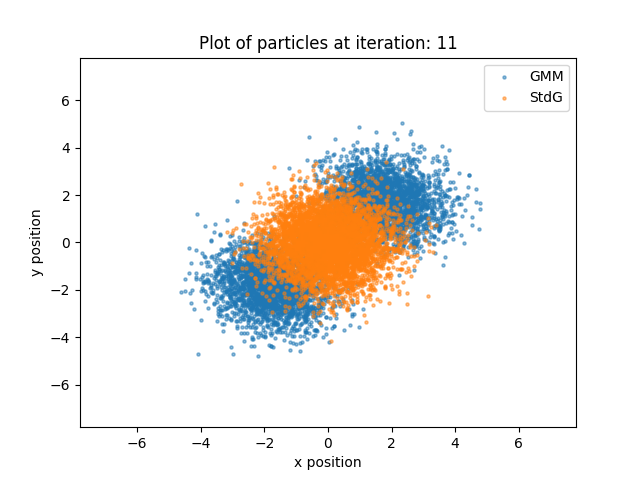 Plot of particles at iteration: 11
GMM
StdG
6
4
2
0
−2
−4
−6
y position
−6 −4 −2 0 2 4 6
x position